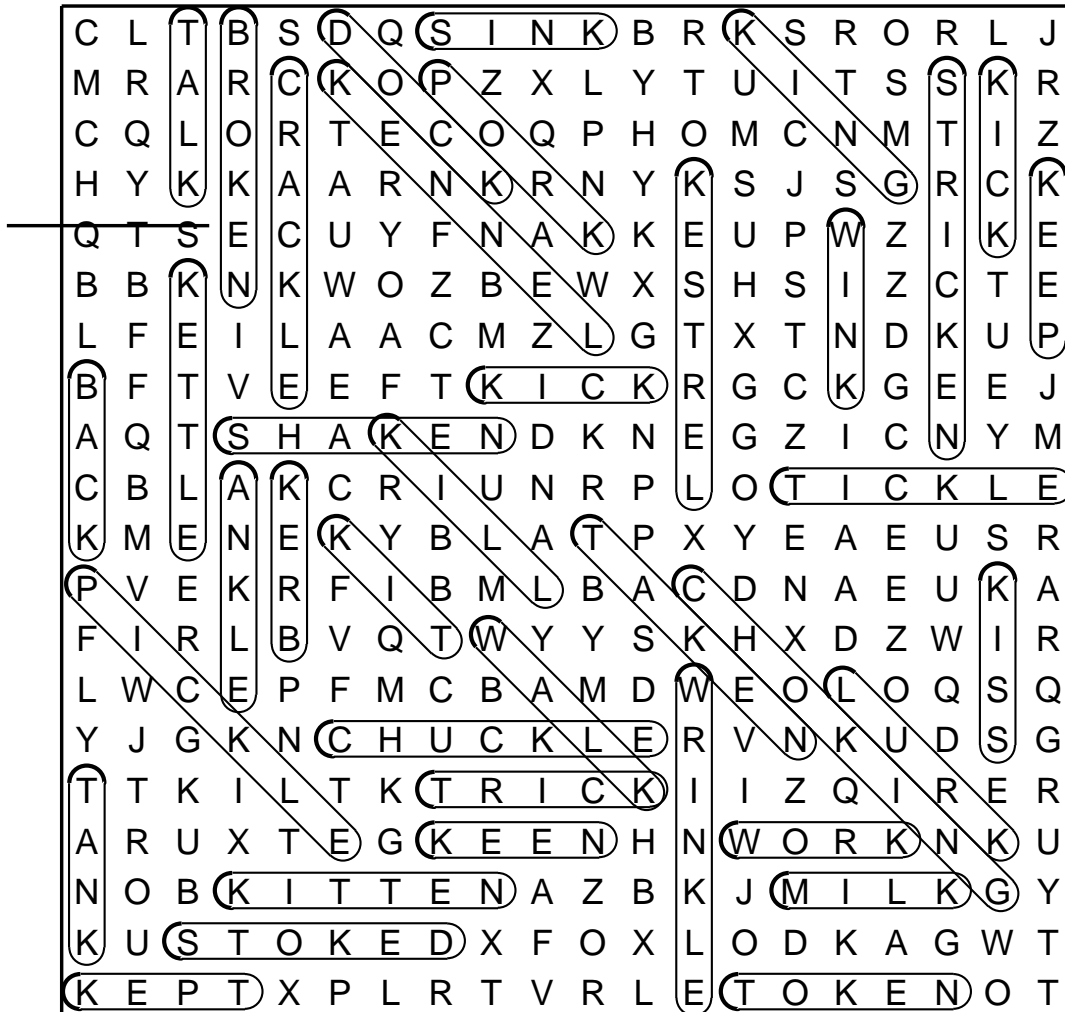 C L T B S D Q S I N K B R K S R O R L J
M R A R C K O P Z X L Y T U I T S S K R
C Q L O R T E C O Q P H O M C N M T I Z
H Y K K A A R N K R N Y K S J S G R C K
Q T S E C U Y F N A K K E U P W Z I K E
B B K N K W O Z B E W X S H S I Z C T E
L F E I L A A C M Z L G T X T N D K U P
B F T V E E F T K I C K R G C K G E E J
A Q T S H A K E N D K N E G Z I C N Y M
C B L A K C R I U N R P L O T I C K L E
K M E N E K Y B L A T P X Y E A E U S R
P V E K R F I B M L B A C D N A E U K A
F I R L B V Q T W Y Y S K H X D Z W I R
L W C E P F M C B A M D W E O L O Q S Q
Y J G K N C H U C K L E R V N K U D S G
T T K I L T K T R I C K I I Z Q I R E R
A R U X T E G K E E N H N W O R K N K U
N O B K I T T E N A Z B K J M I L K G Y
K U S T O K E D X F O X L O D K A G W T
K E P T X P L R T V R L E T O K E N O T